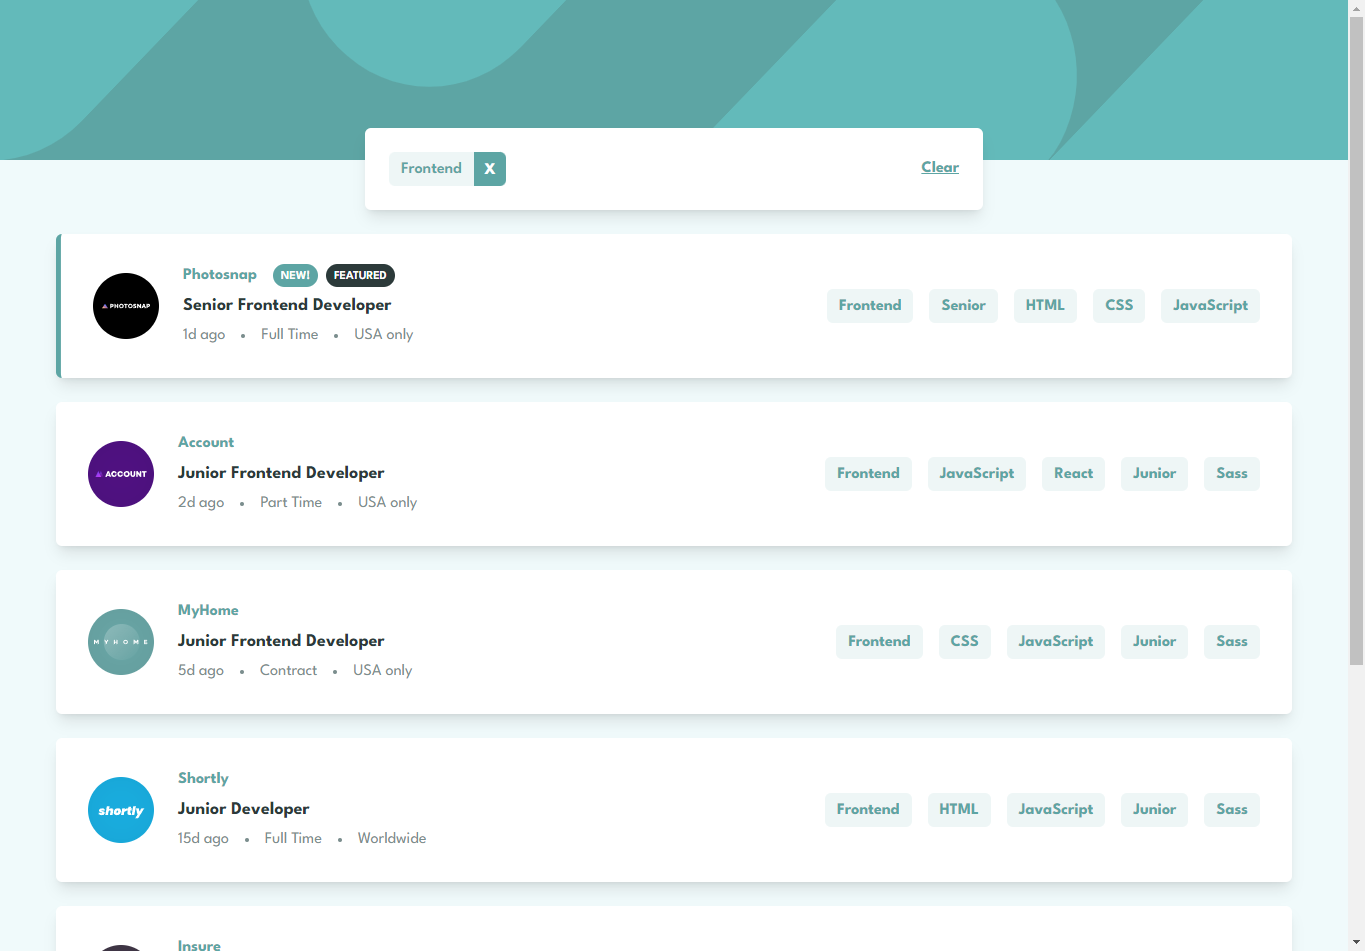 Frontend X Clear
PHOTOSNAP
Photosnap NEW! FEATURED
Senior Frontend Developer
1d ago • Full Time • USA only
Frontend Senior HTML CSS JavaScript
ACCOUNT
Account
Junior Frontend Developer
2d ago • Part Time • USA only
Frontend JavaScript React Junior Sass
MYHOME
MyHome
Junior Frontend Developer
5d ago • Contract • USA only
Frontend CSS JavaScript Junior Sass
shortly
Shortly
Junior Developer
15d ago • Full Time • Worldwide
Frontend HTML JavaScript Junior Sass
Insure